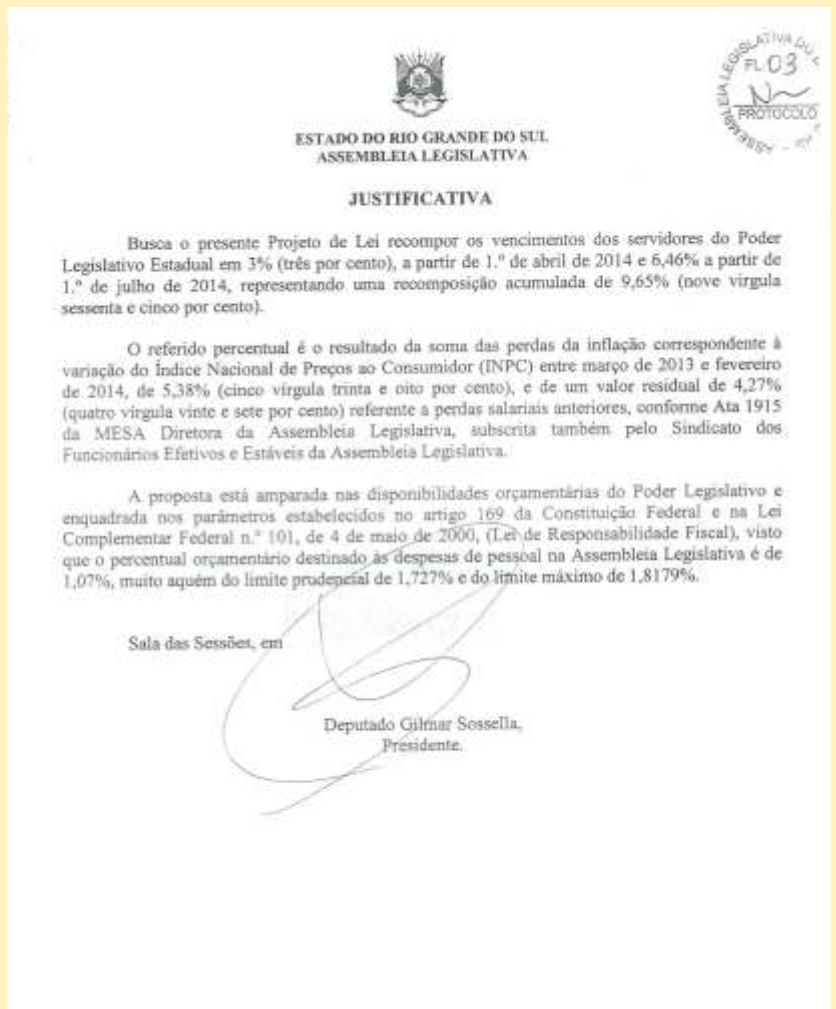 ASSEMBLEIA LEGISLATIVA DO
FL 03
PROTOCOLO
ESTADO DO RIO GRANDE DO SUL
ASSEMBLEIA LEGISLATIVA
JUSTIFICATIVA
Busca o presente Projeto de Lei recompor os vencimentos dos servidores do Poder
Legislativo Estadual em 3% (três por cento), a partir de 1.º de abril de 2014 e 6,46% a partir de
1.º de julho de 2014, representando uma recomposição acumulada de 9,65% (nove vírgula
sessenta e cinco por cento).
O referido percentual é o resultado da soma das perdas da inflação correspondente à
variação do Índice Nacional de Preços ao Consumidor (INPC) entre março de 2013 e fevereiro
de 2014, de 5,38% (cinco vírgula trinta e oito por cento), e de um valor residual de 4,27%
(quatro vírgula vinte e sete por cento) referente a perdas salariais anteriores, conforme Ata 1915
da MESA Diretora da Assembleia Legislativa, subscrita também pelo Sindicato dos
Funcionários Efetivos e Estáveis da Assembleia Legislativa.
A proposta está amparada nas disponibilidades orçamentárias do Poder Legislativo e
enquadrada nos parâmetros estabelecidos no artigo 169 da Constituição Federal e na Lei
Complementar Federal n.º 101, de 4 de maio de 2000, (Lei de Responsabilidade Fiscal), visto
que o percentual orçamentário destinado às despesas de pessoal na Assembleia Legislativa é de
1,07%, muito aquém do limite prudencial de 1,727% e do limite máximo de 1,8179%.
Sala das Sessões, em
Deputado Gilmar Sossella,
Presidente.